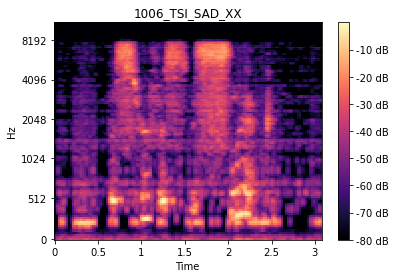 1006_TSI_SAD_XX
8192
4096
2048
1024
512
0
Hz
0 0.5 1 1.5 2 2.5 3
Time
-10 dB
-20 dB
-30 dB
-40 dB
-50 dB
-60 dB
-70 dB
-80 dB